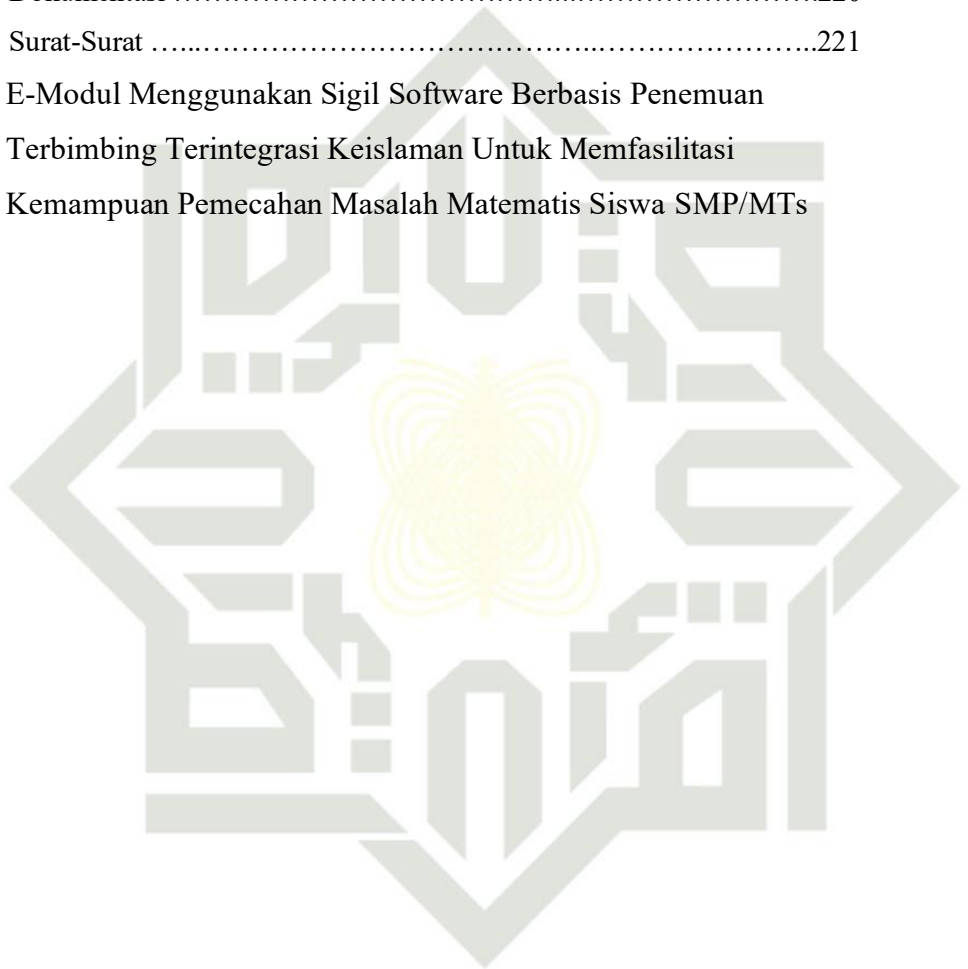 Surat-Surat …..………………………………..…………………..221
E-Modul Menggunakan Sigil Software Berbasis Penemuan
Terbimbing Terintegrasi Keislaman Untuk Memfasilitasi
Kemampuan Pemecahan Masalah Matematis Siswa SMP/MTs